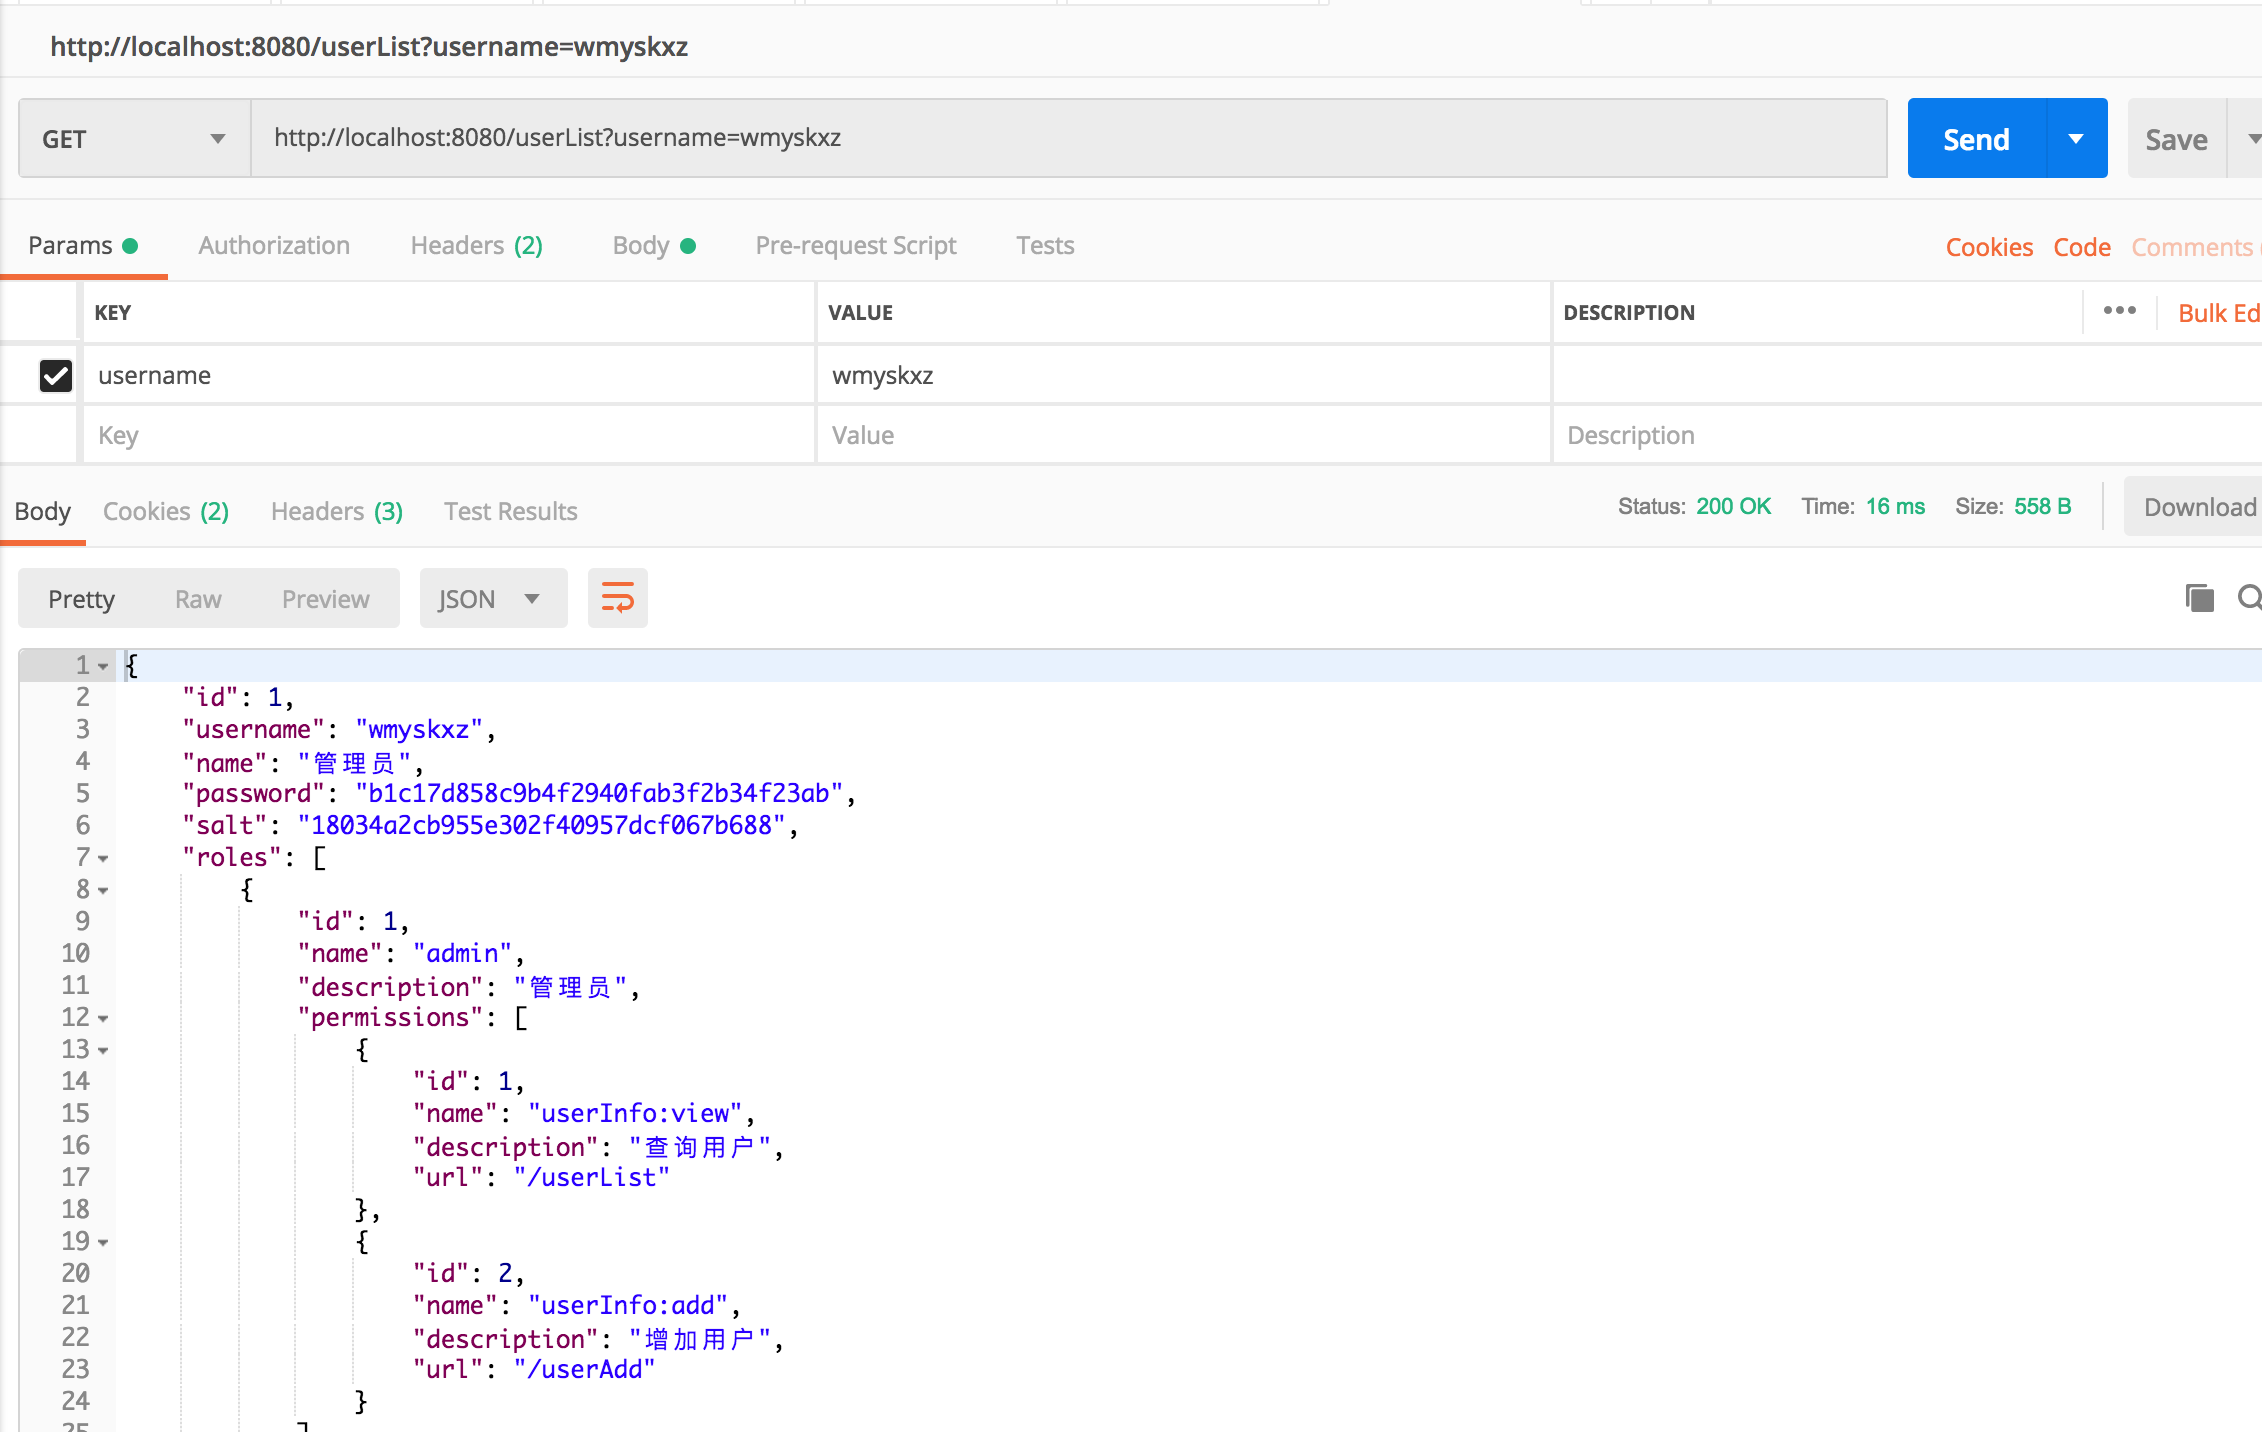 http://localhost:8080/userList?username=wmyskxz
GET http://localhost:8080/userList?username=wmyskxz Send Save
Params Authorization Headers (2) Body Pre-request Script Tests Cookies Code Comments
KEY VALUE DESCRIPTION ••• Bulk Ed
username wmyskxz
Key Value Description
Body Cookies (2) Headers (3) Test Results Status: 200 OK Time: 16 ms Size: 558 B Download
Pretty Raw Preview JSON
1 {
2 "id": 1,
3 "username": "wmyskxz",
4 "name": "管理员",
5 "password": "b1c17d858c9b4f2940fab3f2b34f23ab",
6 "salt": "18034a2cb955e302f40957dcf067b688",
7 "roles": [
8 {
9 "id": 1,
10 "name": "admin",
11 "description": "管理员",
12 "permissions": [
13 {
14 "id": 1,
15 "name": "userInfo:view",
16 "description": "查询用户",
17 "url": "/userList"
18 },
19 {
20 "id": 2,
21 "name": "userInfo:add",
22 "description": "增加用户",
23 "url": "/userAdd"
24 }
25 ]